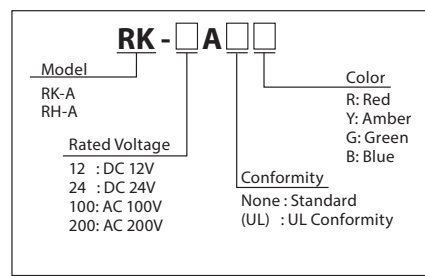 RK-□A□□
Model
RK-A
RH-A
Rated Voltage
12 : DC 12V
24 : DC 24V
100: AC 100V
200: AC 200V
Conformity
None : Standard
(UL) : UL Conformity
Color
R: Red
Y: Amber
G: Green
B: Blue